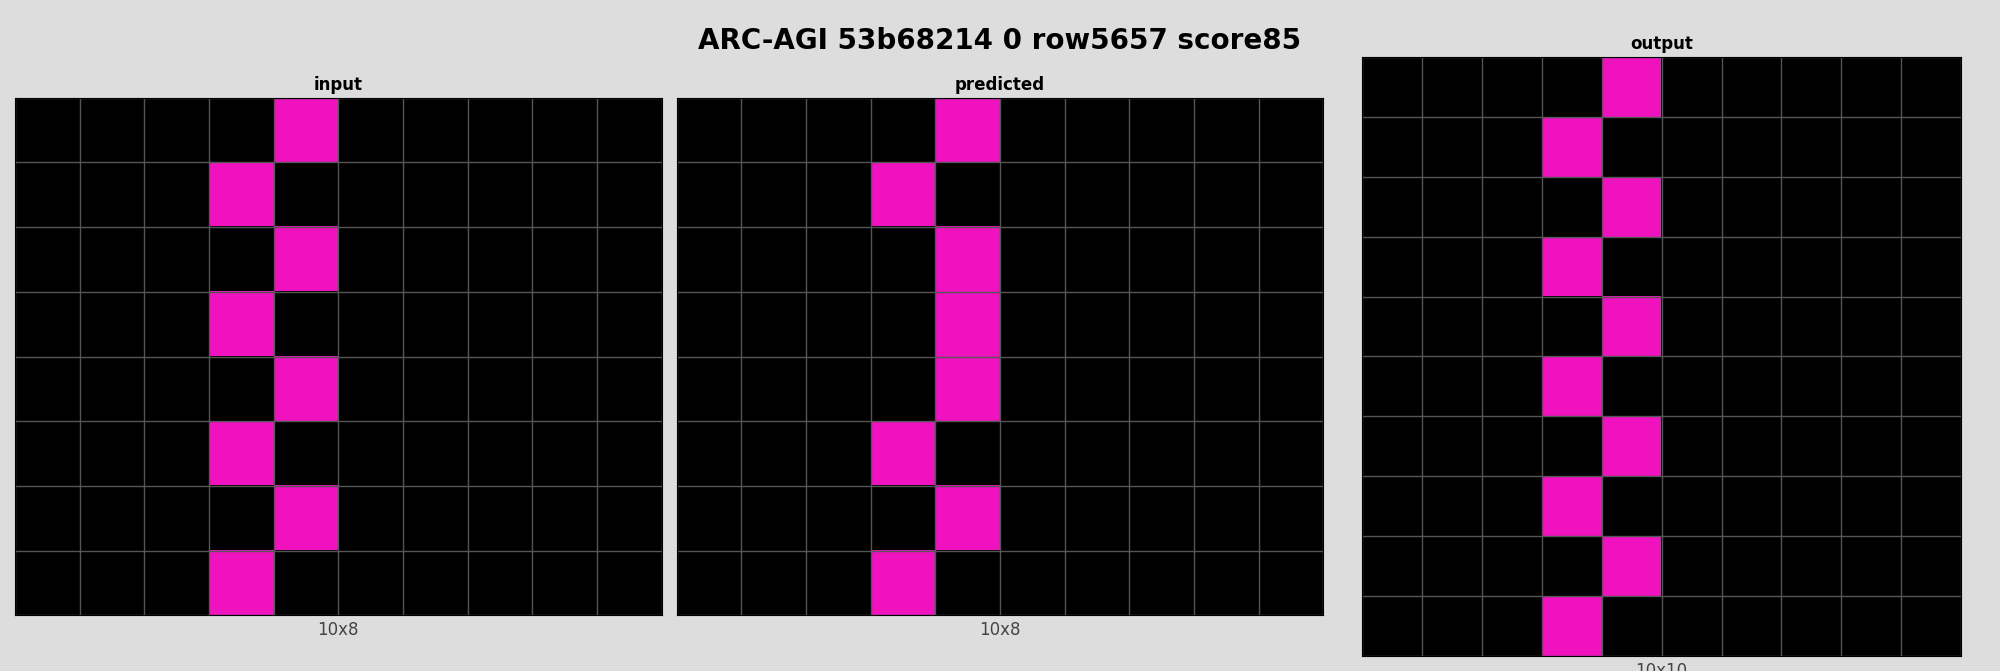 ARC-AGI 53b68214 0 row5657 score85
input
predicted
output
10x8
10x8
10x10